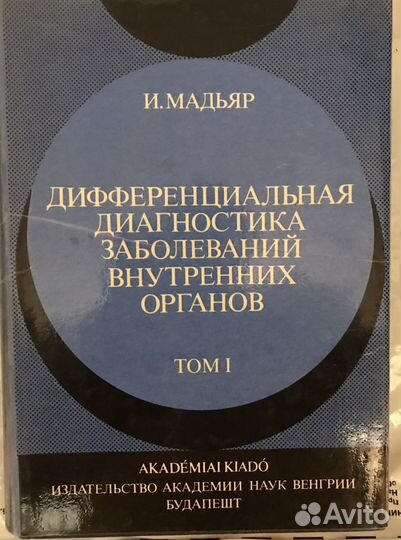 И. МАДЬЯР
ДИФФЕРЕНЦИАЛЬНАЯ
ДИАГНОСТИКА
ЗАБОЛЕВАНИЙ
ВНУТРЕННИХ
ОРГАНОВ
ТОМ I
AKADÉMIAI KIADÓ
ИЗДАТЕЛЬСТВО АКАДЕМИИ НАУК ВЕНГРИИ
БУДАПЕШТ
Avito